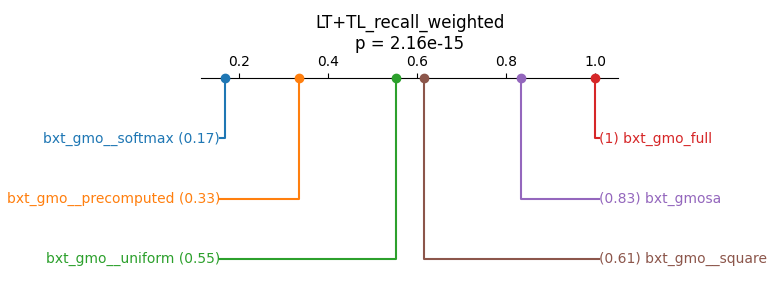 LT+TL_recall_weighted
p = 2.16e-15
0.2 0.4 0.6 0.8 1.0
bxt_gmo__softmax (0.17)
(1) bxt_gmo_full
bxt_gmo__precomputed (0.33)
(0.83) bxt_gmosa
bxt_gmo__uniform (0.55)
(0.61) bxt_gmo__square